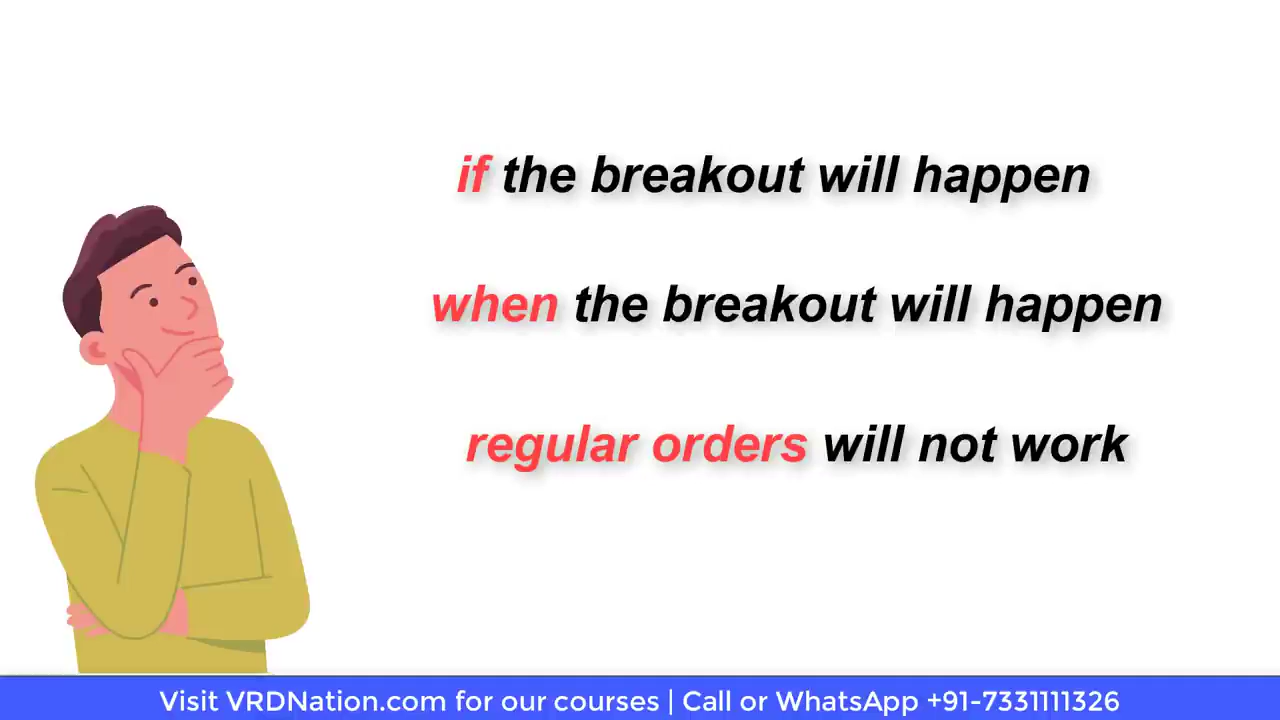 if the breakout will happen
when the breakout will happen
regular orders will not work
Visit VRDNation.com for our courses | Call or WhatsApp +91-7331111326